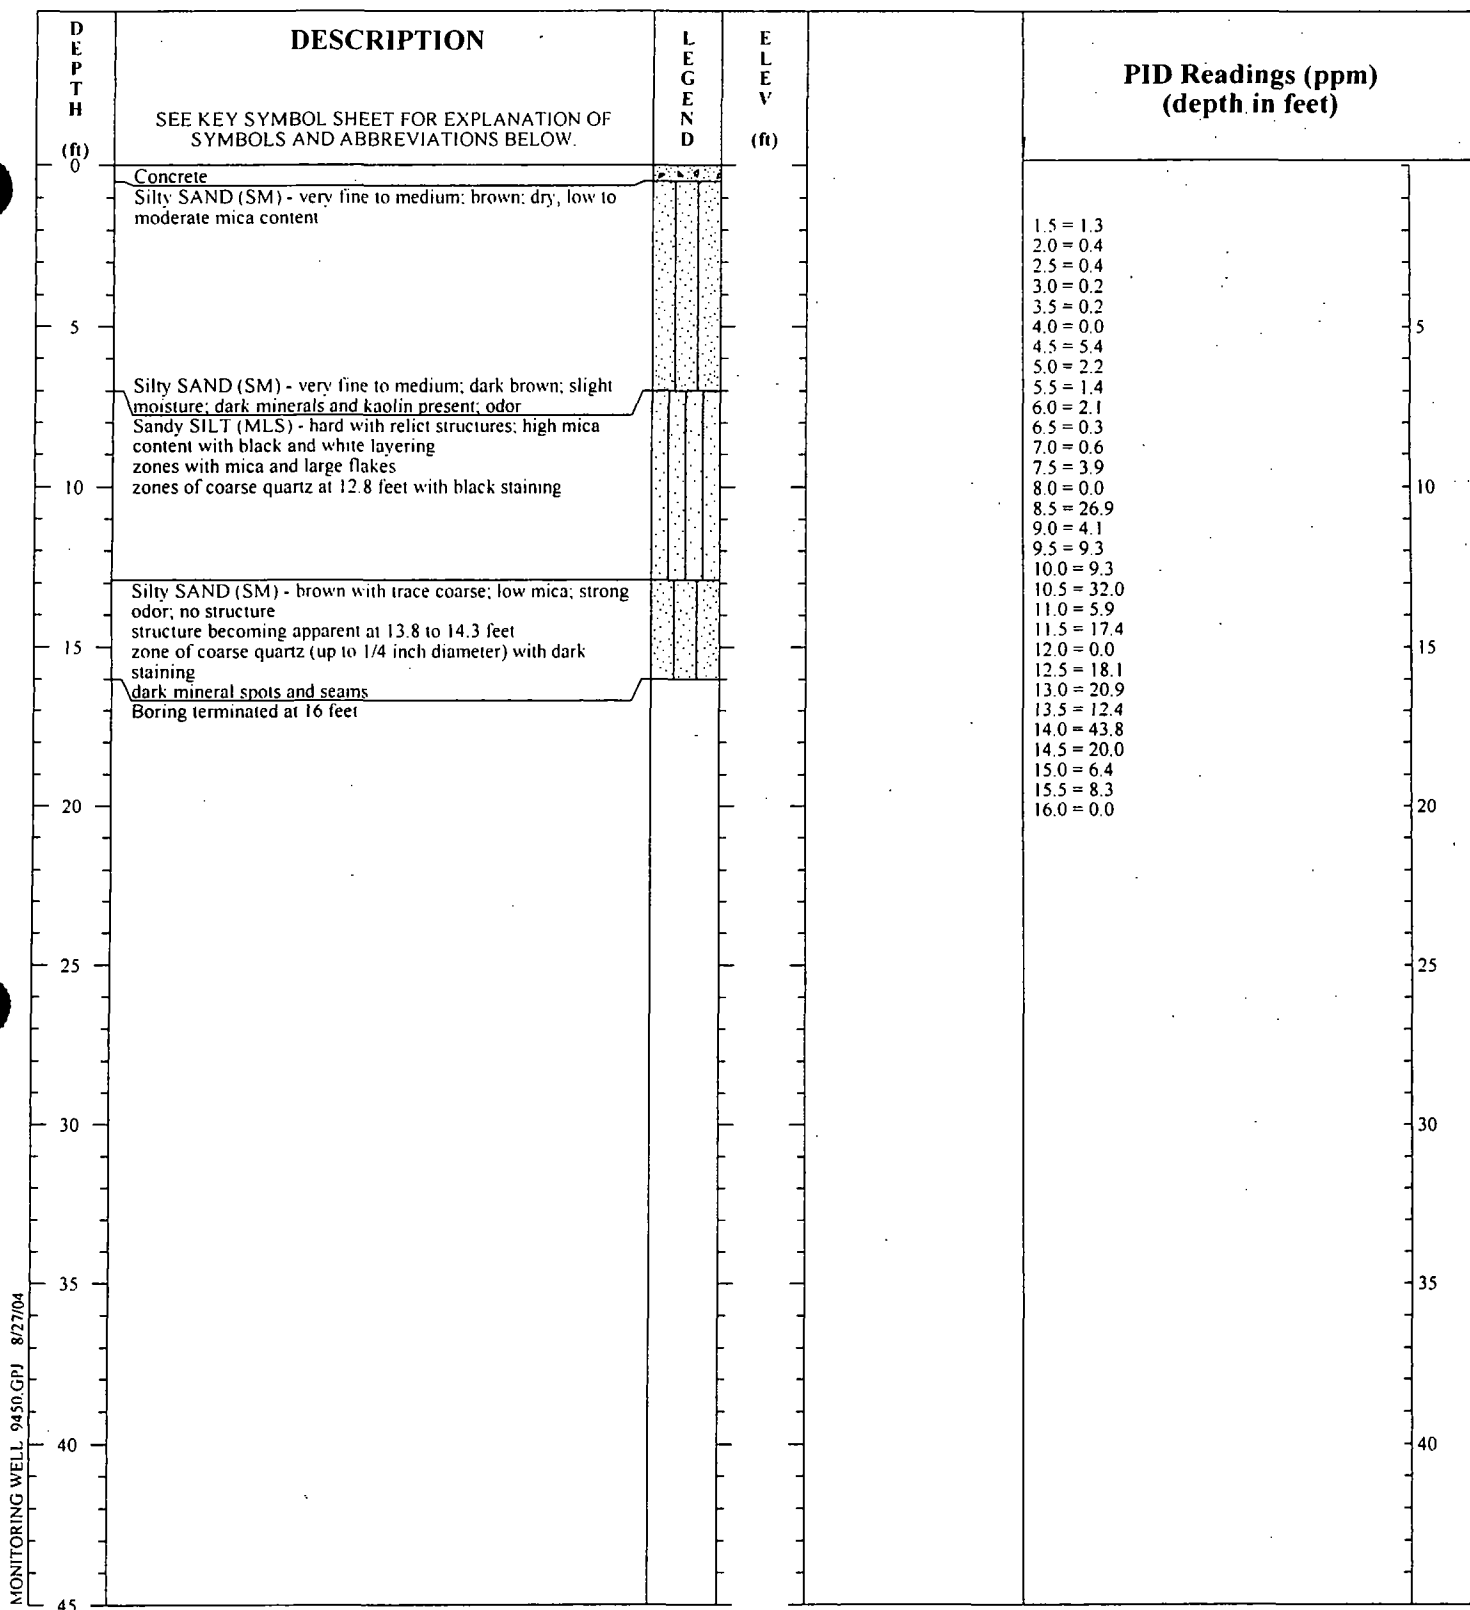 DEPTH (ft)
DESCRIPTION
SEE KEY SYMBOL SHEET FOR EXPLANATION OF
SYMBOLS AND ABBREVIATIONS BELOW.
LEGEND
ELEV (ft)
PID Readings (ppm)
(depth in feet)
0
Concrete
Silty SAND (SM) - very fine to medium; brown; dry, low to
moderate mica content
5
Silty SAND (SM) - very fine to medium; dark brown; slight
moisture; dark minerals and kaolin present; odor
Sandy SILT (MLS) - hard with relict structures; high mica
content with black and white layering
zones with mica and large flakes
10
zones of coarse quartz at 12.8 feet with black staining
Silty SAND (SM) - brown with trace coarse; low mica; strong
odor; no structure
structure becoming apparent at 13.8 to 14.3 feet
15
zone of coarse quartz (up to 1/4 inch diameter) with dark
staining
dark mineral spots and seams
Boring terminated at 16 feet
20
25
30
35
40
45
1.5 = 1.3
2.0 = 0.4
2.5 = 0.4
3.0 = 0.2
3.5 = 0.2
4.0 = 0.0
4.5 = 5.4
5.0 = 2.2
5.5 = 1.4
6.0 = 2.1
6.5 = 0.3
7.0 = 0.6
7.5 = 3.9
8.0 = 0.0
8.5 = 26.9
9.0 = 4.1
9.5 = 9.3
10.0 = 9.3
10.5 = 32.0
11.0 = 5.9
11.5 = 17.4
12.0 = 0.0
12.5 = 18.1
13.0 = 20.9
13.5 = 12.4
14.0 = 43.8
14.5 = 20.0
15.0 = 6.4
15.5 = 8.3
16.0 = 0.0
5
10
15
20
25
30
35
40
MONITORING WELL 9450.GPJ 8/27/04